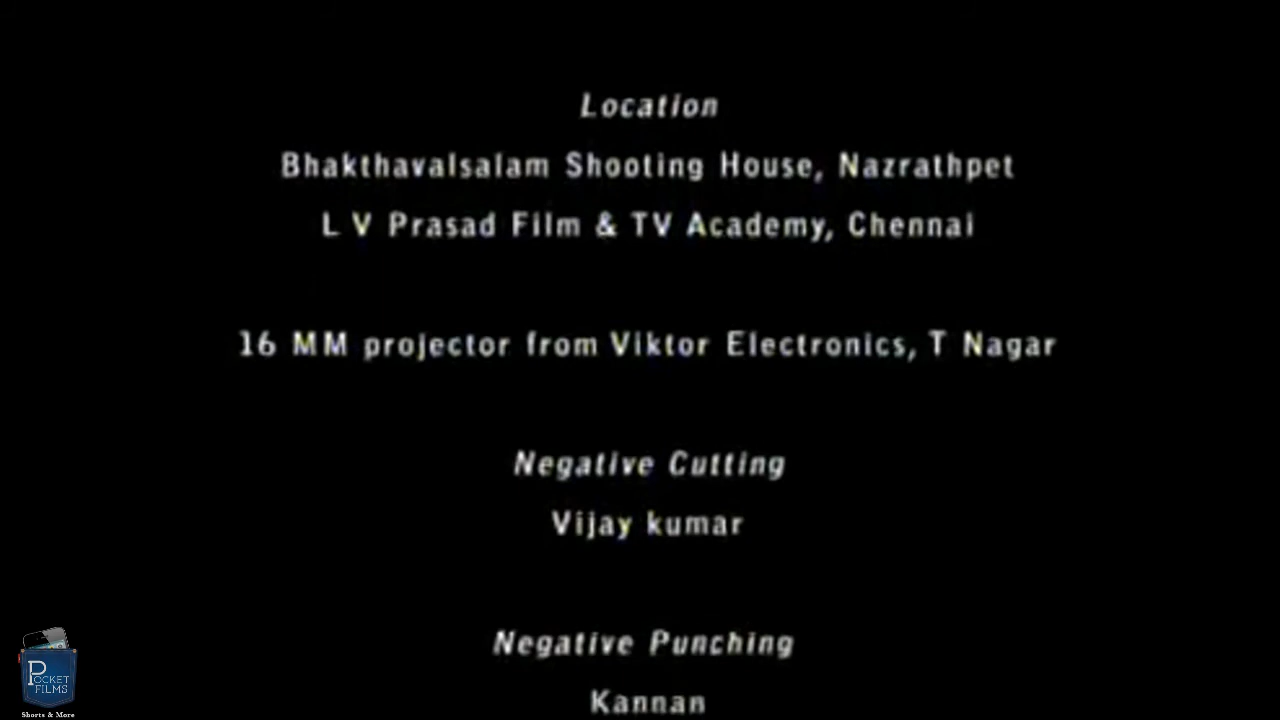 Location
Bhakthavalsalam Shooting House, Nazrathpet
L V Prasad Film & TV Academy, Chennai
16 MM projector from Viktor Electronics, T Nagar
Negative Cutting
Vijay kumar
Negative Punching
Kannan
POCKET
FILMS
Shorts & More